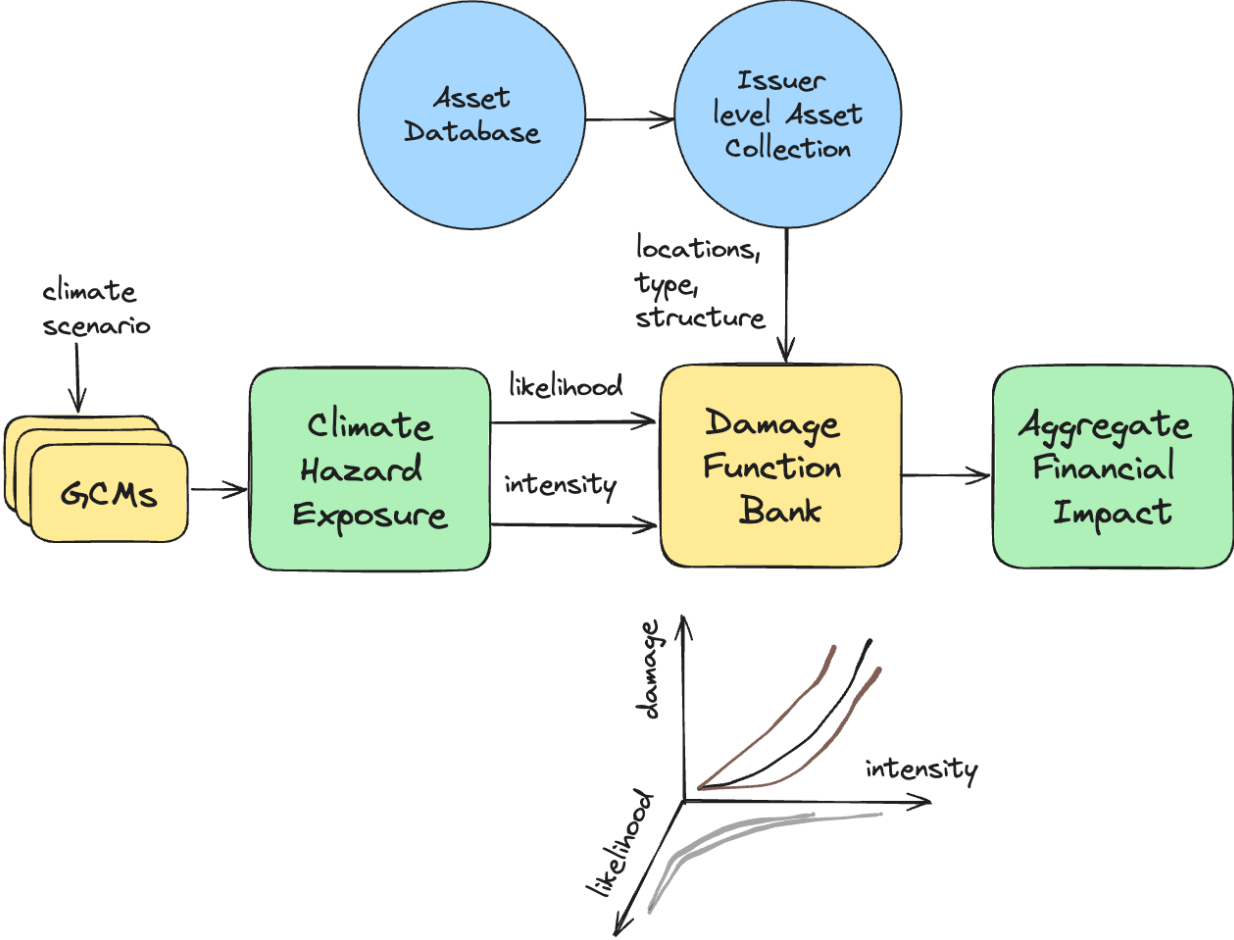 Asset
Database
Issuer
level Asset
Collection
locations,
type,
structure
climate
scenario
GCMs
Climate
Hazard
Exposure
likelihood
intensity
Damage
Function
Bank
Aggregate
Financial
Impact
damage
intensity
likelihood